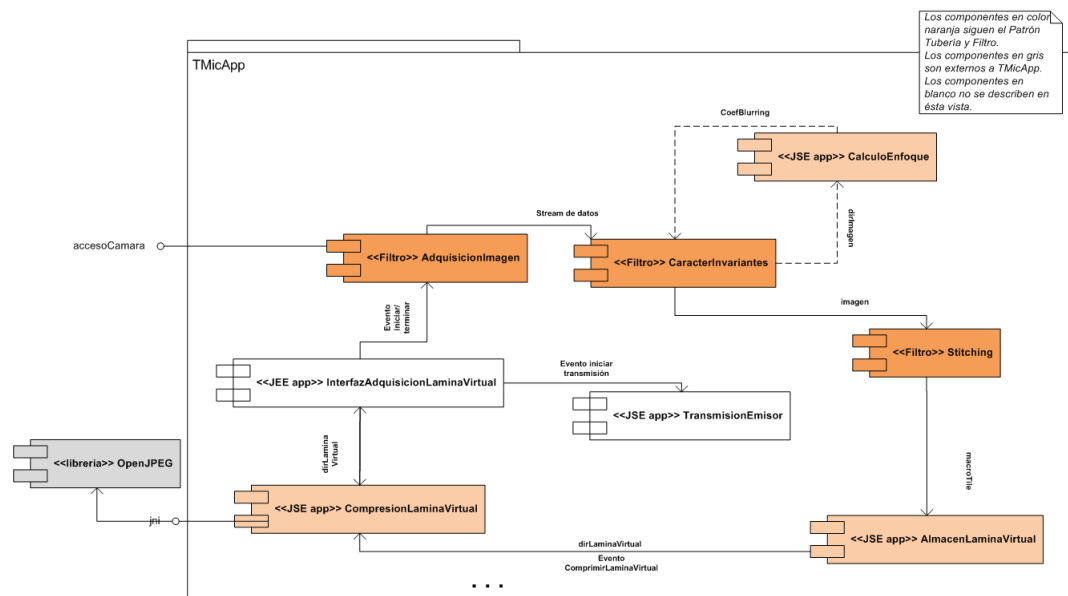 Los componentes en color
naranja siguen el Patrón
Tubería y Filtro.
Los componentes en gris
son externos a TMicApp.
Los componentes en
blanco no se describen en
ésta vista.
TMicApp
CoefBlurring
<<JSE app>> CalculoEnfoque
dirImagen
Stream de datos
accesoCamara
<<Filtro>> AdquisicionImagen
<<Filtro>> CaracterInvariantes
Evento
iniciar/
terminar
imagen
<<Filtro>> Stitching
Evento iniciar
transmisión
<<JEE app>> InterfazAdquisicionLaminaVirtual
<<JSE app>> TransmisionEmisor
dirLamina
Virtual
<<libreria>> OpenJPEG
macroTile
<<JSE app>> CompresionLaminaVirtual
jni
<<JSE app>> AlmacenLaminaVirtual
dirLaminaVirtual
Evento
ComprimirLaminaVirtual
. . .